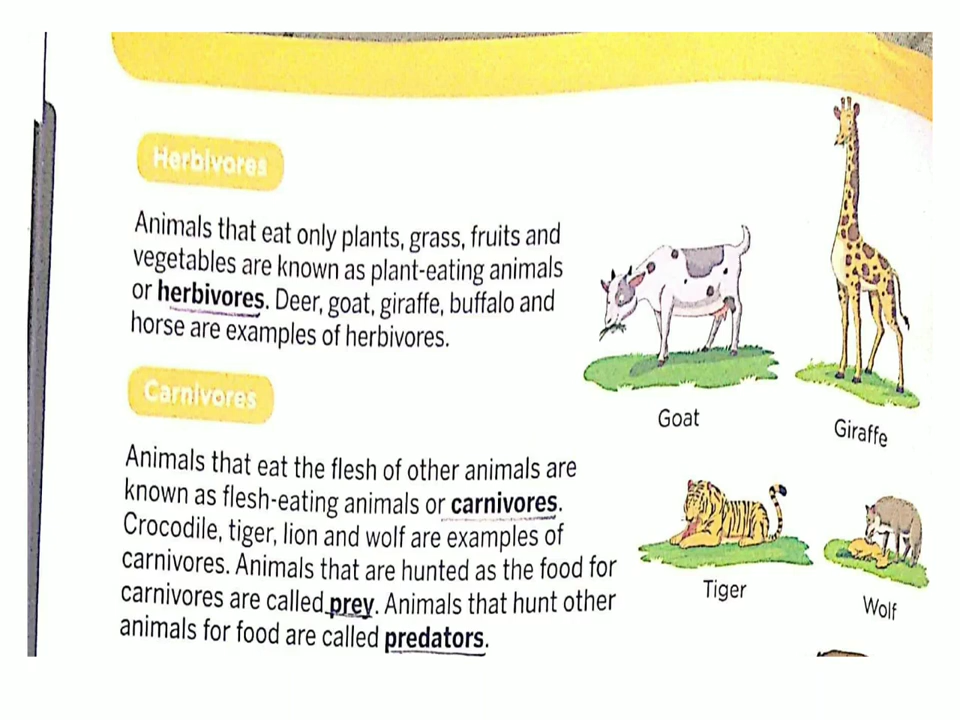 Herbivores
Animals that eat only plants, grass, fruits and
vegetables are known as plant-eating animals
or herbivores. Deer, goat, giraffe, buffalo and
horse are examples of herbivores.
Goat
Giraffe
Carnivores
Animals that eat the flesh of other animals are
known as flesh-eating animals or carnivores.
Crocodile, tiger, lion and wolf are examples of
carnivores. Animals that are hunted as the food for
carnivores are called prey. Animals that hunt other
animals for food are called predators.
Tiger
Wolf